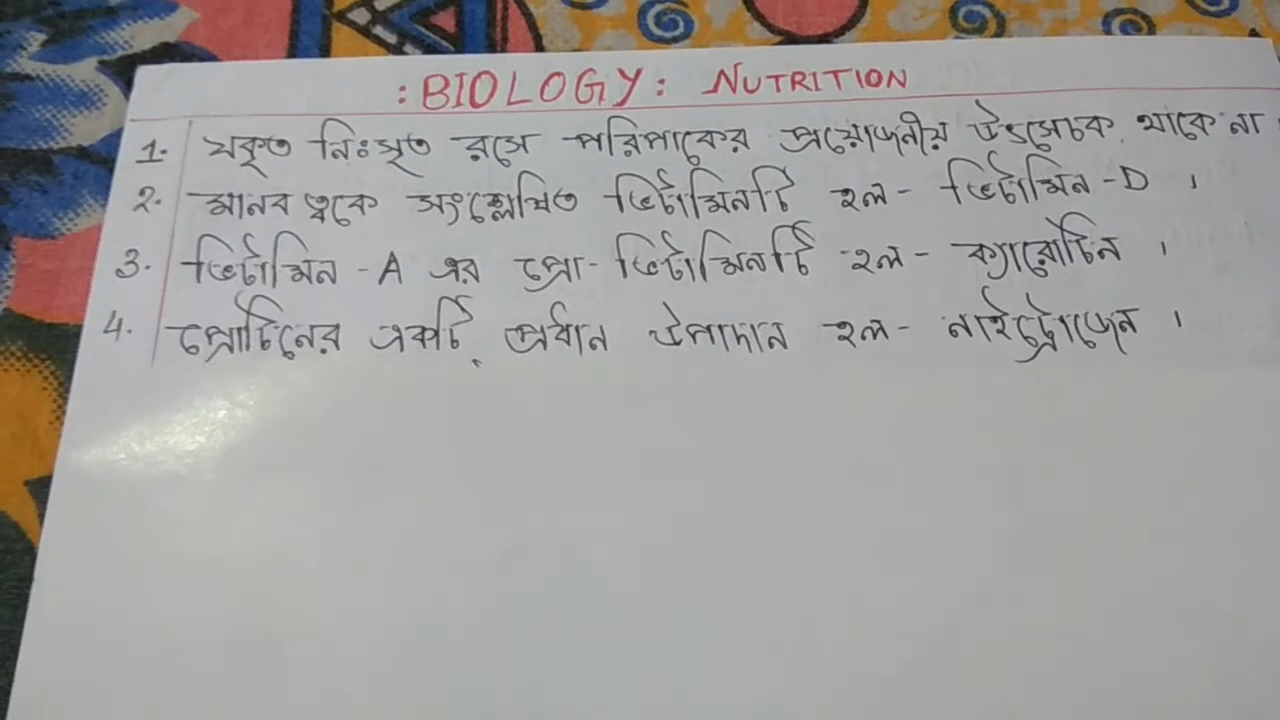 : BIOLOGY : NUTRITION
1. যকৃত নিঃসৃত রসে পরিপাকের প্রয়োজনীয় উৎসেচক থাকে না।
2. মানব ত্বকে সংশ্লেষিত ভিটামিনটি হল - ভিটামিন - D ।
3. ভিটামিন - A এর প্রো - ভিটামিনটি হল - ক্যারোটিন ।
4. প্রোটিনের একটি প্রধান উপাদান হল - নাইট্রোজেন ।